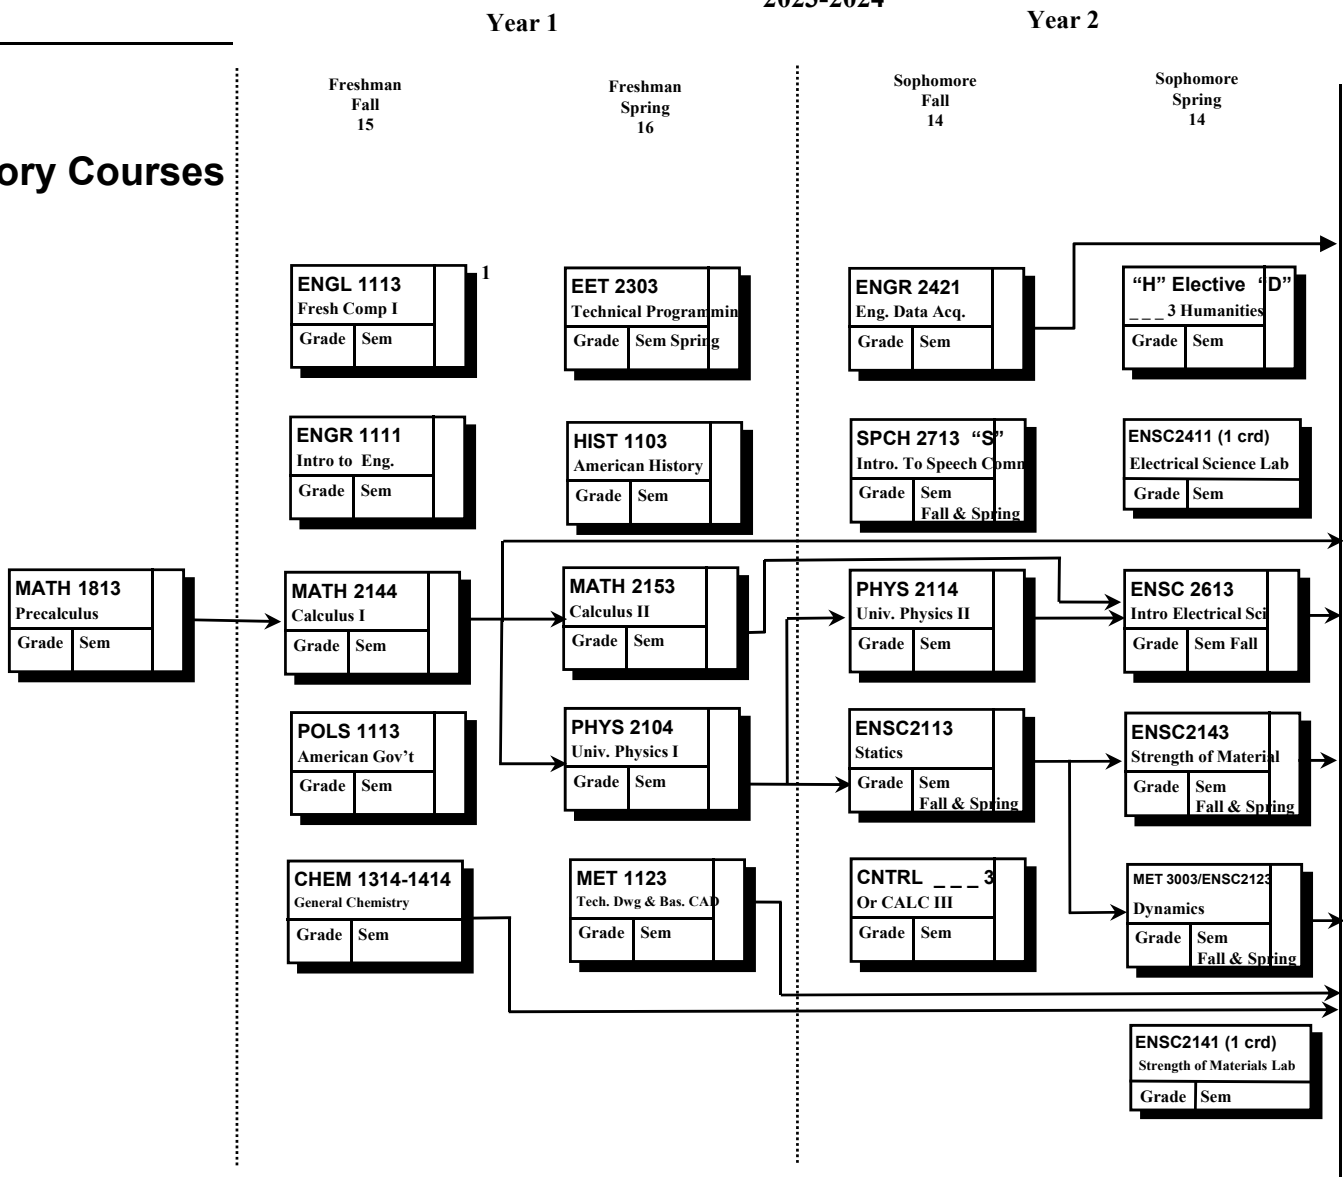 2023-2024
Year 1
Year 2
Freshman
Fall
15
Freshman
Spring
16
Sophomore
Fall
14
Sophomore
Spring
14
ory Courses
ENGL 1113
Fresh Comp I
Grade Sem
1
EET 2303
Technical Programmin
Grade Sem Spring
ENGR 2421
Eng. Data Acq.
Grade Sem
“H” Elective “D”
_ _ _ 3 Humanities
Grade Sem
ENGR 1111
Intro to Eng.
Grade Sem
HIST 1103
American History
Grade Sem
SPCH 2713 “S”
Intro. To Speech Comm
Grade Sem
Fall & Spring
ENSC2411 (1 crd)
Electrical Science Lab
Grade Sem
MATH 1813
Precalculus
Grade Sem
MATH 2144
Calculus I
Grade Sem
MATH 2153
Calculus II
Grade Sem
PHYS 2114
Univ. Physics II
Grade Sem
ENSC 2613
Intro Electrical Sci
Grade Sem Fall
POLS 1113
American Gov’t
Grade Sem
PHYS 2104
Univ. Physics I
Grade Sem
ENSC2113
Statics
Grade Sem
Fall & Spring
ENSC2143
Strength of Material
Grade Sem
Fall & Spring
CHEM 1314-1414
General Chemistry
Grade Sem
MET 1123
Tech. Dwg & Bas. CAD
Grade Sem
CNTRL _ _ _ 3
Or CALC III
Grade Sem
MET 3003/ENSC2123
Dynamics
Grade Sem
Fall & Spring
ENSC2141 (1 crd)
Strength of Materials Lab
Grade Sem